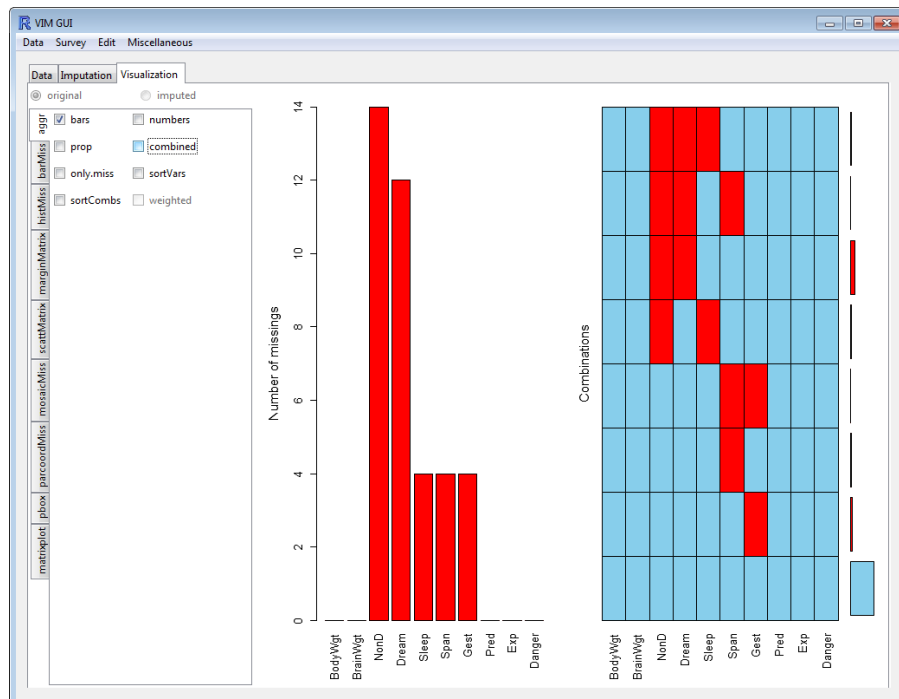 VIM GUI
Data Survey Edit Miscellaneous
Data Imputation Visualization
original imputed
aggr
barMiss
histMiss
marginMatrix
scattMatrix
mosaicMiss
parcoordMiss
pbox
matrixplot
bars numbers
prop combined
only.miss sortVars
sortCombs weighted
Number of missings
0 2 4 6 8 10 12 14
BodyWgt BrainWgt NonD Dream Sleep Span Gest Pred Exp Danger
Combinations
BodyWgt BrainWgt NonD Dream Sleep Span Gest Pred Exp Danger